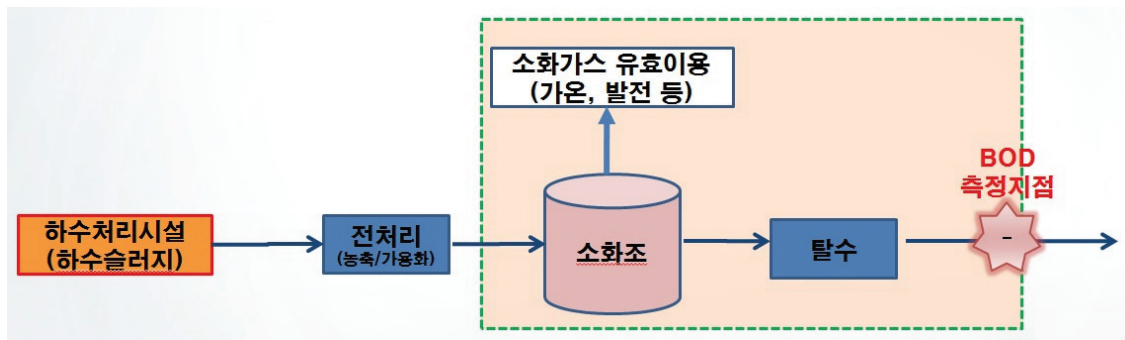 소화가스 유효이용
(가온, 발전 등)
BOD
측정지점
하수처리시설
(하수슬러지)
전처리
(농축/가용화)
소화조
탈수
-